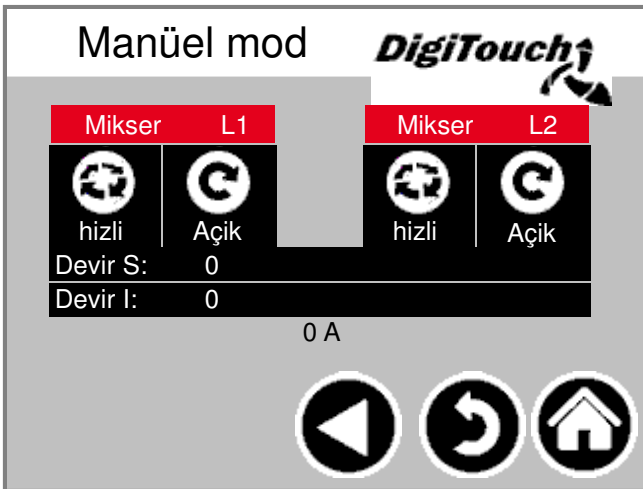 Manüel mod DigiTouch
Mikser L1 Mikser L2
hizli Açik hizli Açik
Devir S: 0
Devir I: 0
0 A